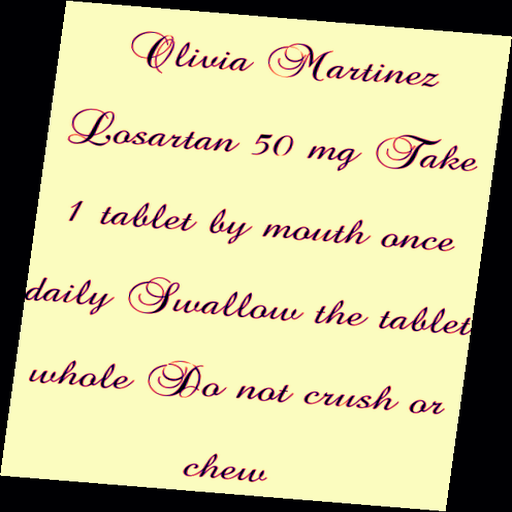 Olivia Martinez
Losartan 50 mg Take
1 tablet by mouth once
daily Swallow the tablet
whole Do not crush or
chew